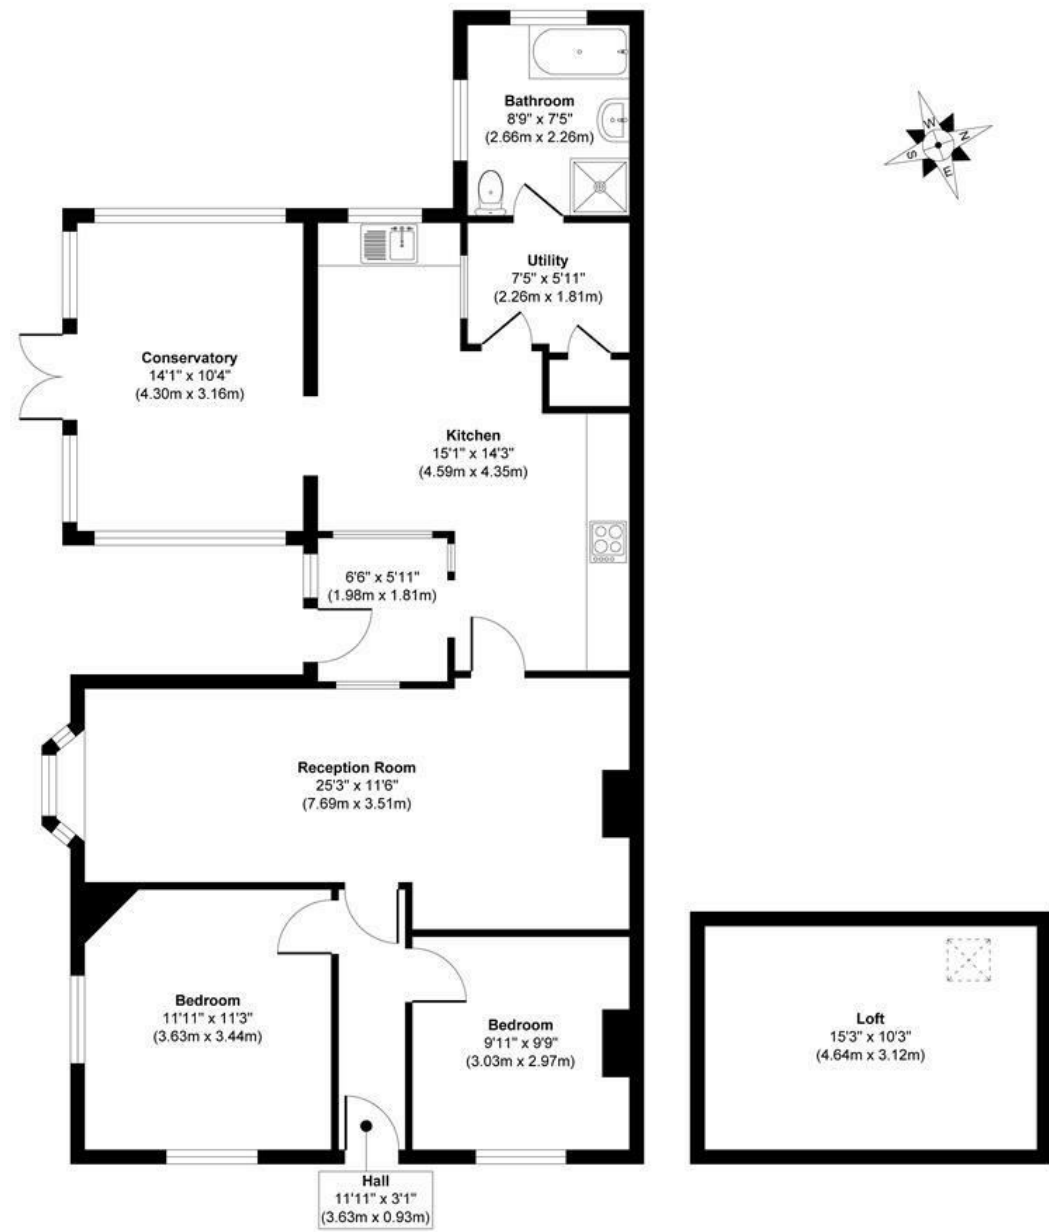 Bathroom
8'9" x 7'5"
(2.66m x 2.26m)
W
N
S
E
Utility
7'5" x 5'11"
(2.26m x 1.81m)
Conservatory
14'1" x 10'4"
(4.30m x 3.16m)
Kitchen
15'1" x 14'3"
(4.59m x 4.35m)
6'6" x 5'11"
(1.98m x 1.81m)
Reception Room
25'3" x 11'6"
(7.69m x 3.51m)
Bedroom
11'11" x 11'3"
(3.63m x 3.44m)
Bedroom
9'11" x 9'9"
(3.03m x 2.97m)
Loft
15'3" x 10'3"
(4.64m x 3.12m)
Hall
11'11" x 3'1"
(3.63m x 0.93m)